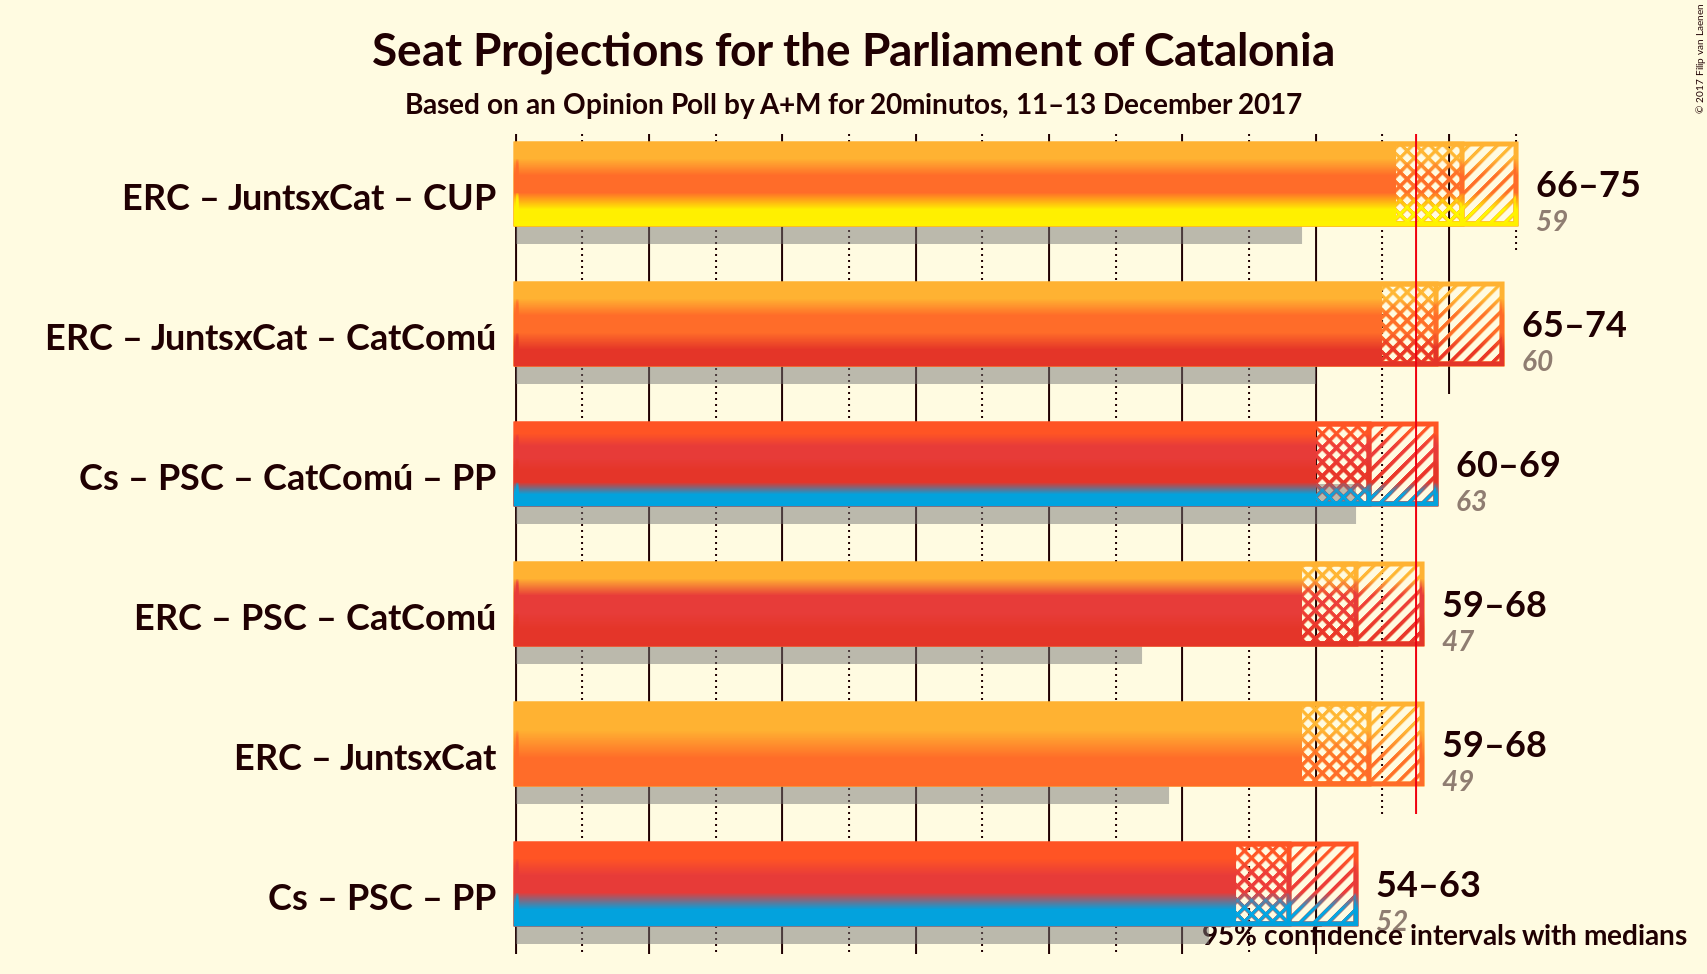 Seat Projections for the Parliament of Catalonia
Based on an Opinion Poll by A+M for 20minutos, 11–13 December 2017
© 2017 Filip van Laenen
ERC – JuntsxCat – CUP
66–75
59
ERC – JuntsxCat – CatComú
65–74
60
Cs – PSC – CatComú – PP
60–69
63
ERC – PSC – CatComú
59–68
47
ERC – JuntsxCat
59–68
49
Cs – PSC – PP
54–63
52
95% confidence intervals with medians